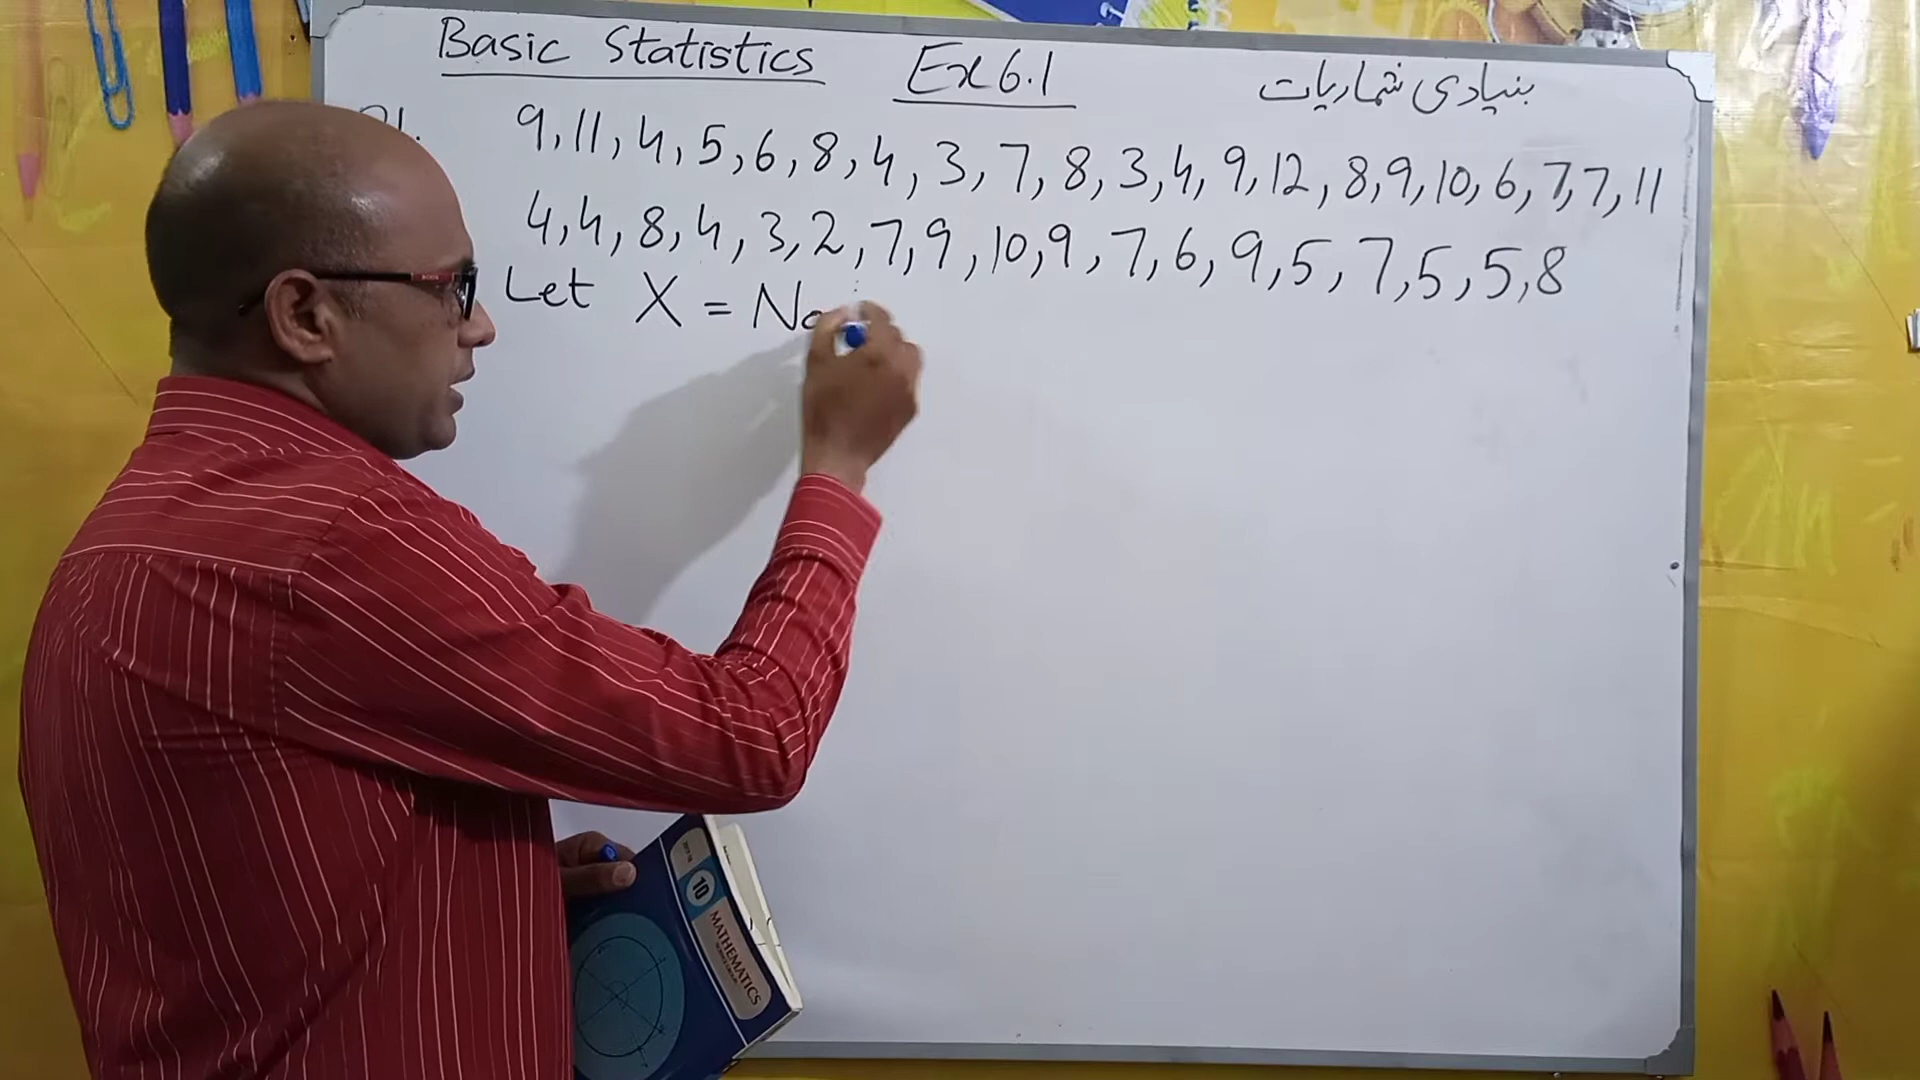 Basic Statistics Ex 6.1 بنیادی شماریات
9,11,4,5,6,8,4,3,7,8,3,4,9,12,8,9,10,6,7,7,11
4,4,8,4,3,2,7,9,10,9,7,6,9,5,7,5,5,8
Let X = No
10
MATHEMATICS